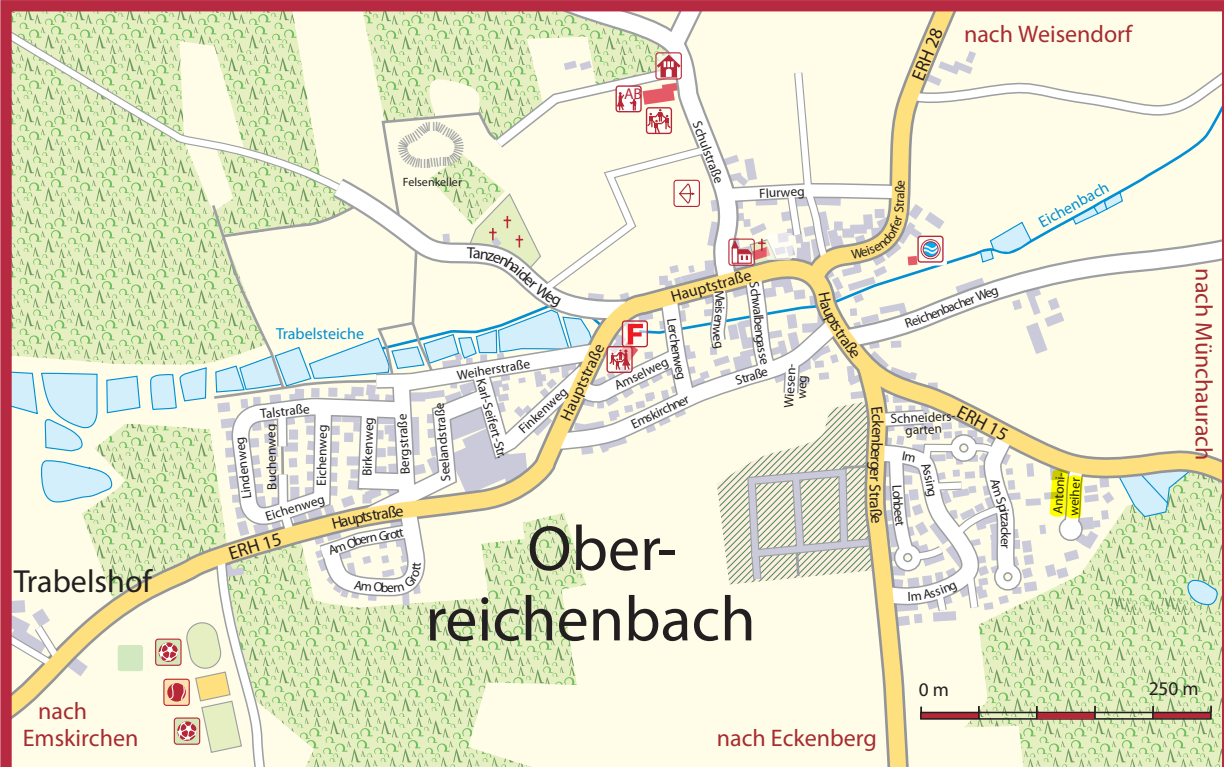 nach Weisendorf
ERH 28
AB
Schulstraße
Felsenkeller
Flurweg
Eichenbach
Weisendorfer Straße
Tanzenhaider Weg
Hauptstraße
Meisenweg
Schwalbengasse
Hauptstraße
Reichenbacher Weg
nach Münchaurach
Trabelsteiche
F
Lerchenweg
Weiherstraße
Hauptstraße
Amselweg
Emskirchner
Straße
Wiesen-
weg
Karl-Seifert-Str.
Finkenweg
Talstraße
Lindenweg
Buchenweg
Eichenweg
Birkenweg
Bergstraße
Seelandstraße
Eckenberger Straße
Schneiders-
garten
ERH 15
Im
Assing
Lohbeet
Am Spitzacker
Antoni-
weiher
Eichenweg
Hauptstraße
ERH 15
Am Obern Grott
Am Obern Grott
Im Assing
Ober-
reichenbach
Trabelshof
0 m
250 m
nach
Emskirchen
nach Eckenberg